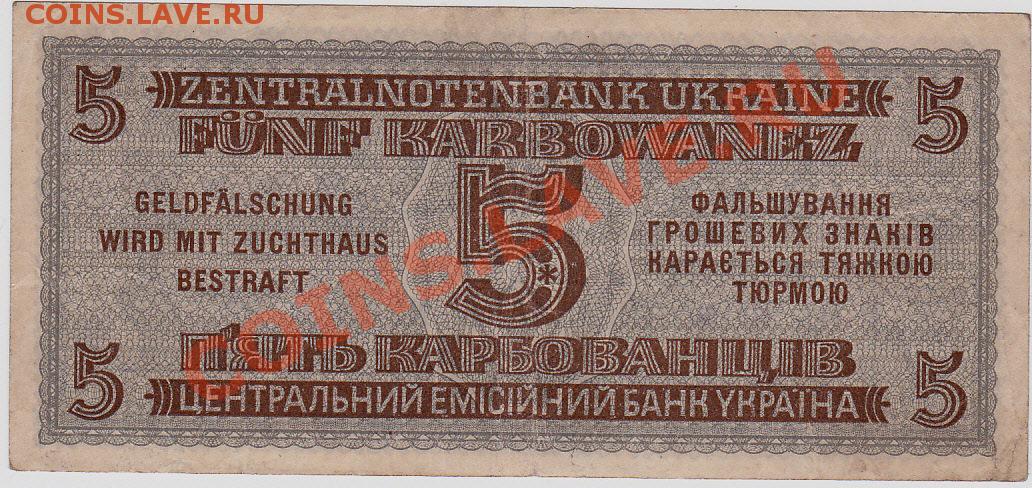 COINS.LAVE.RU
5 ZENTRALNOTENBANK UKRAINE 5
FÜNF KARBOWANEZ
GELDFÄLSCHUNG
WIRD MIT ZUCHTHAUS
BESTRAFT
5
ФАЛЬШУВАННЯ
ГРОШЕВИХ ЗНАКІВ
КАРАЄТЬСЯ ТЯЖКОЮ
ТЮРМОЮ
COINS.LAVE.RU
5 П'ЯТЬ КАРБОВАНЦІВ 5
ЦЕНТРАЛЬНИЙ ЕМІСІЙНИЙ БАНК УКРАЇНА